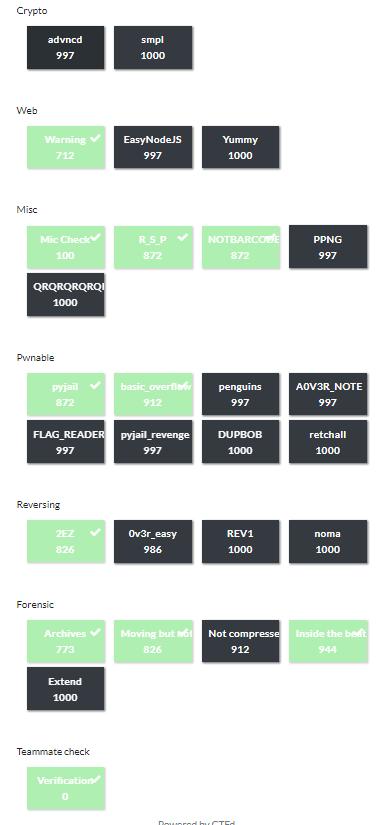 Crypto
advncd
997
smpl
1000
Web
Warning
712
EasyNodeJS
997
Yummy
1000
Misc
Mic Check
100
R_S_P
872
NOTBARCODE
872
PPNG
997
QRQRQRQRQ
1000
Pwnable
pyjail
872
basic_overflow
912
penguins
997
A0V3R_NOTE
997
FLAG_READER
997
pyjail_revenge
997
DUPBOB
1000
retchall
1000
Reversing
2EZ
826
0v3r_easy
986
REV1
1000
noma
1000
Forensic
Archives
773
Moving but not
826
Not compresse
912
Inside the
944
Extend
1000
Teammate check
Verification
0
Powered by CTFd